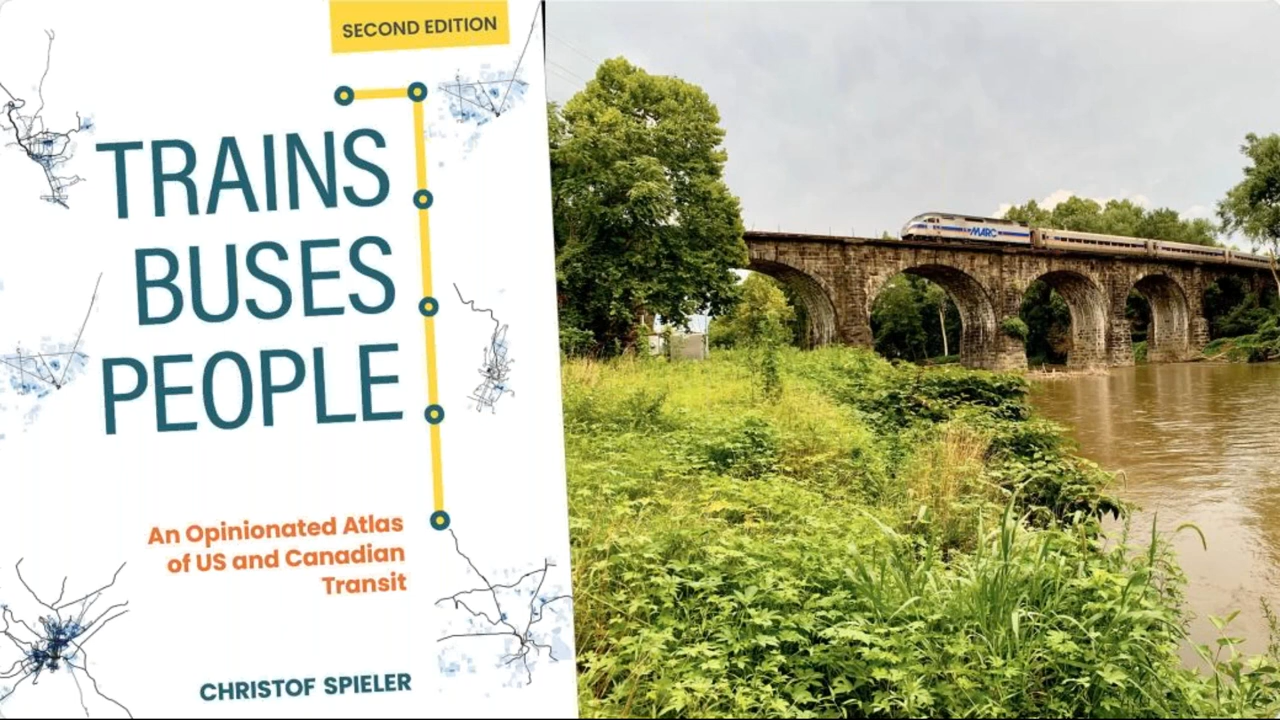 SECOND EDITION
TRAINS
BUSES
PEOPLE
An Opinionated Atlas
of US and Canadian
Transit
CHRISTOF SPIELER
MARC